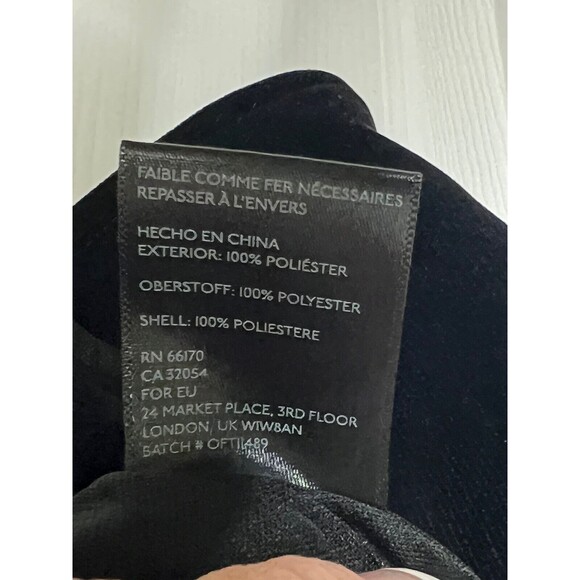 FAIBLE COMME FER NÉCESSAIRES
REPASSER À L'ENVERS
HECHO EN CHINA
EXTERIOR: 100% POLIÉSTER
OBERSTOFF: 100% POLYESTER
SHELL: 100% POLIESTERE
RN 66170
CA 32054
FOR EU
24 MARKET PLACE, 3RD FLOOR
LONDON, UK W1W8AN
BATCH # OFT11489